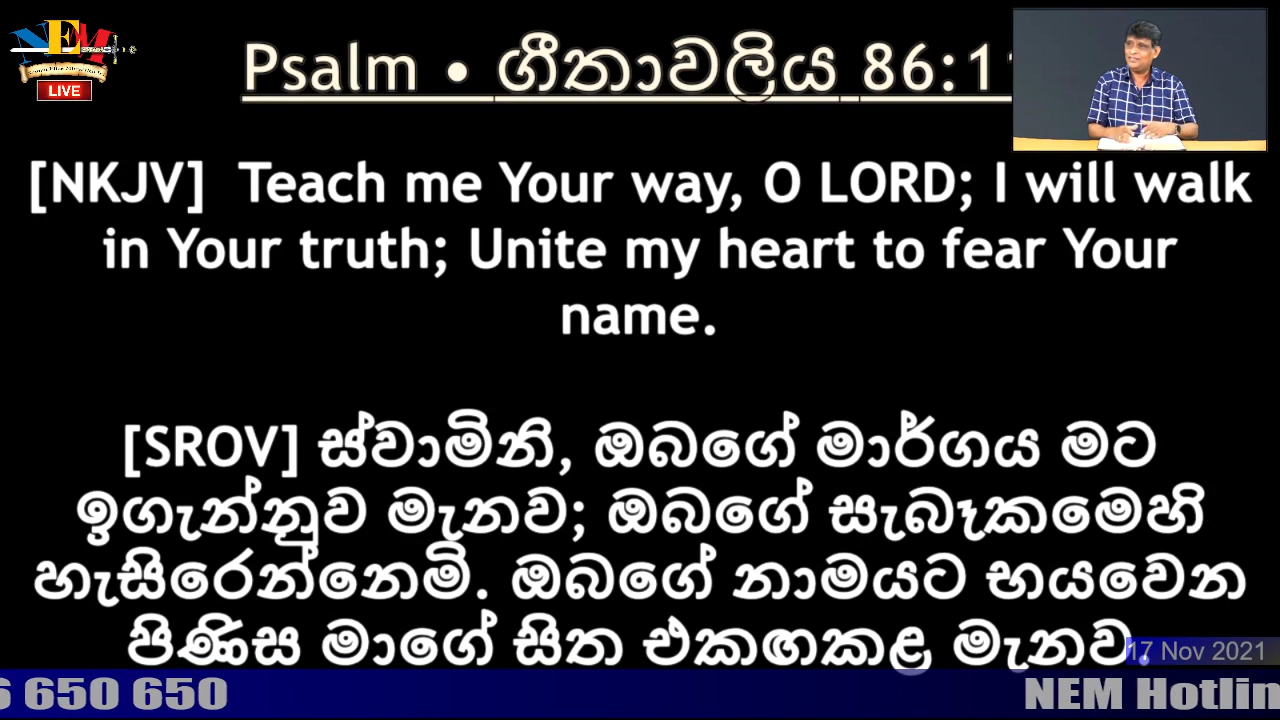 NEM
LIVE
Psalm • ගීතාවලිය 86:11
[NKJV] Teach me Your way, O LORD; I will walk
in Your truth; Unite my heart to fear Your
name.
[SROV] ස්වාමිනි, ඔබගේ මාර්ගය මට
ඉගැන්නුව මැනව; ඔබගේ සැබෑකමෙහි
හැසිරෙන්නෙමි. ඔබගේ නාමයට භයවෙන
පිණිස මාගේ සිත එකඟකළ මැනව.
17 Nov 2021
6 650 650
NEM Hotlin